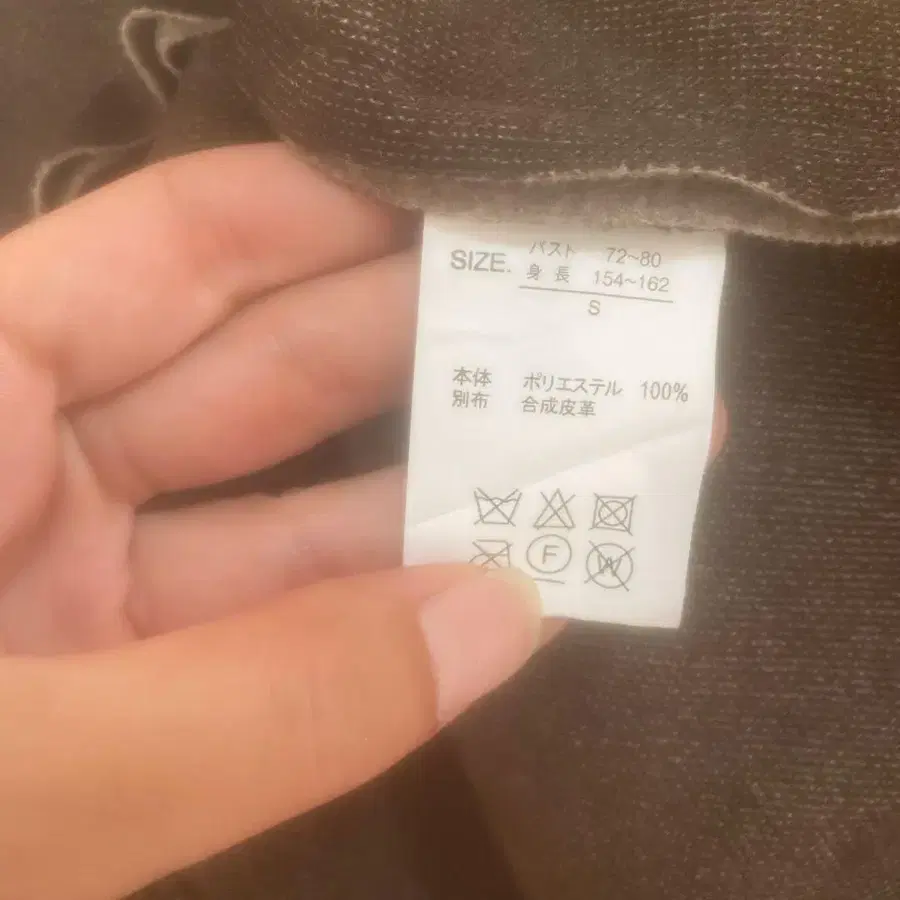 SIZE. バスト 72~80
身長 154~162
S
本体 ポリエステル 100%
別布 合成皮革
F
W